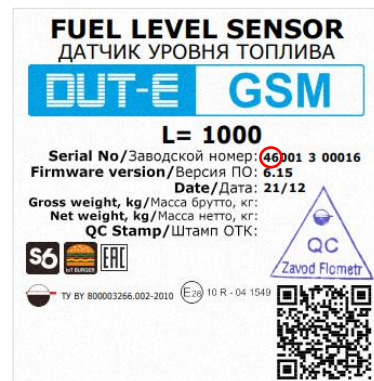 FUEL LEVEL SENSOR
ДАТЧИК УРОВНЯ ТОПЛИВА
DUT-E GSM
L= 1000
Serial No/Заводской номер: 46001 3 00016
Firmware version/Версия ПО: 6.15
Date/Дата: 21/12
Gross weight, kg/Масса брутто, кг:
Net weight, kg/Масса нетто, кг:
QC Stamp/Штамп ОТК:
QC
Zavod Flometr
S6 IoT BURGER EAC
ТУ BY 800003266.002-2010 E28 10 R - 04 1549